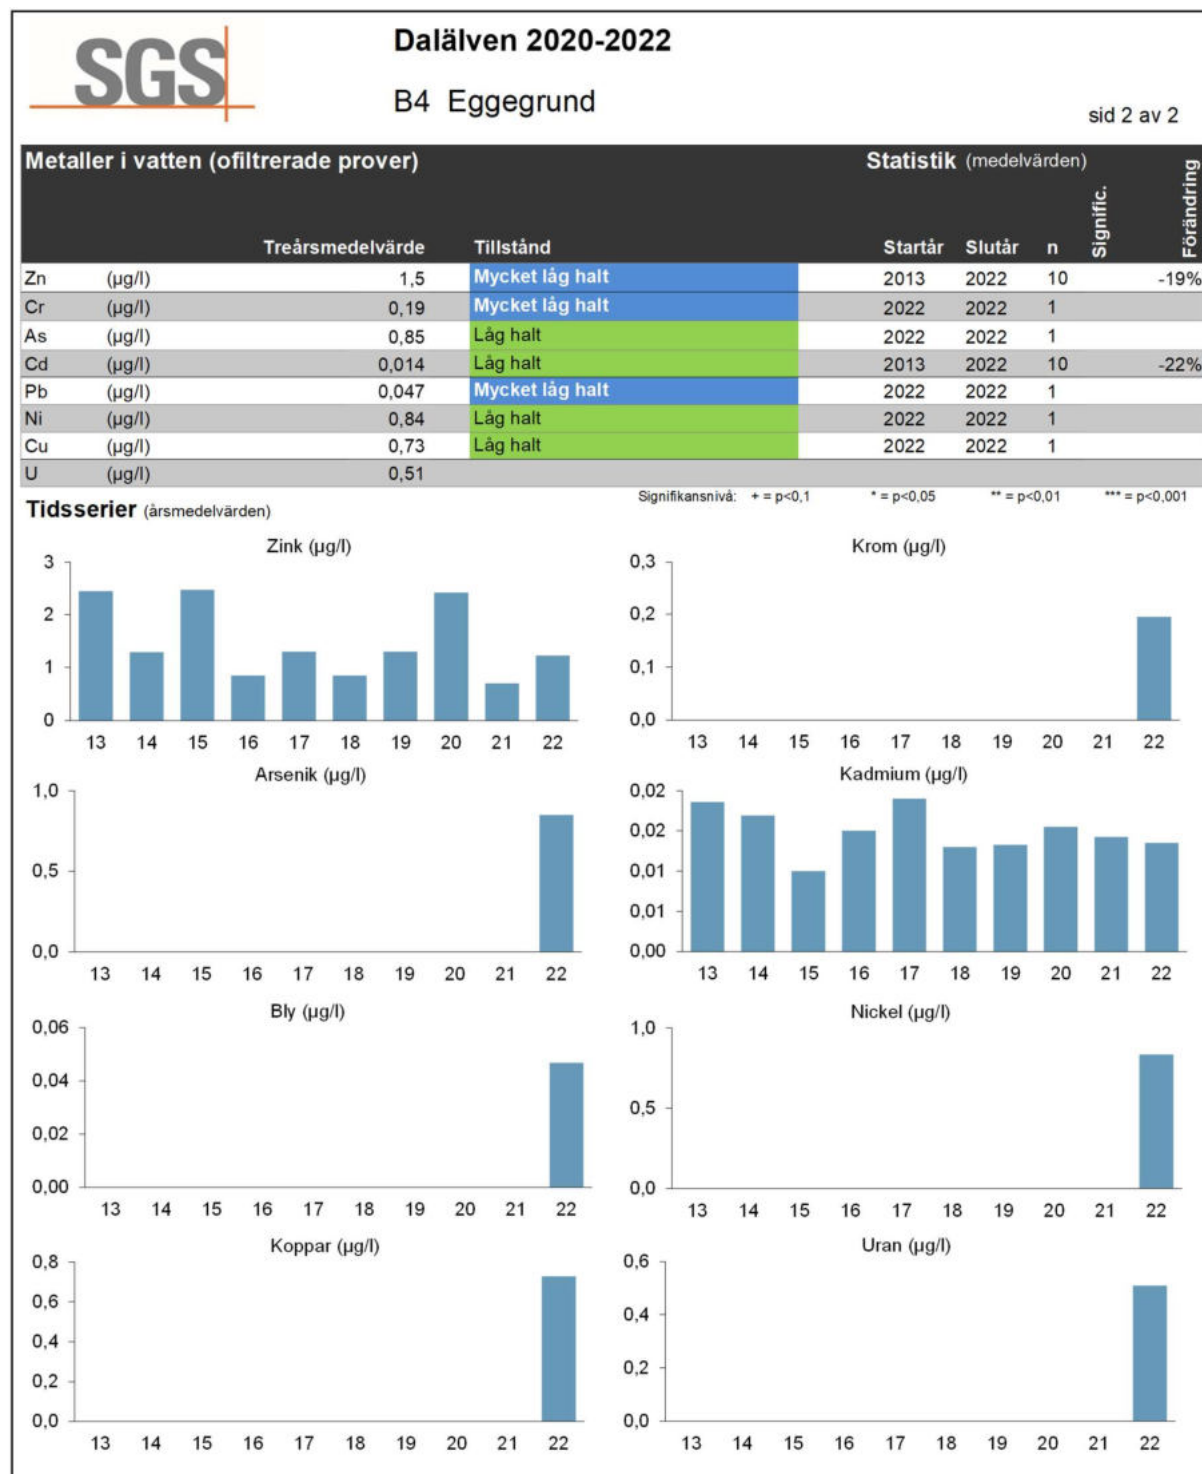 SGS
Dalälven 2020-2022
B4 Eggegrund
sid 2 av 2
Metaller i vatten (ofiltrerade prover) Statistik (medelvärden)
Treårsmedelvärde Tillstånd Startår Slutår n Signific. Förändring
Zn (µg/l) 1,5 Mycket låg halt 2013 2022 10 -19%
Cr (µg/l) 0,19 Mycket låg halt 2022 2022 1
As (µg/l) 0,85 Låg halt 2022 2022 1
Cd (µg/l) 0,014 Låg halt 2013 2022 10 -22%
Pb (µg/l) 0,047 Mycket låg halt 2022 2022 1
Ni (µg/l) 0,84 Låg halt 2022 2022 1
Cu (µg/l) 0,73 Låg halt 2022 2022 1
U (µg/l) 0,51
Signifikansnivå: + = p<0,1 * = p<0,05 ** = p<0,01 *** = p<0,001
Tidsserier (årsmedelvärden)
Zink (µg/l)
3
2
1
0
13 14 15 16 17 18 19 20 21 22
Krom (µg/l)
0,3
0,2
0,1
0,0
13 14 15 16 17 18 19 20 21 22
Arsenik (µg/l)
1,0
0,5
0,0
13 14 15 16 17 18 19 20 21 22
Kadmium (µg/l)
0,02
0,02
0,01
0,01
0,00
13 14 15 16 17 18 19 20 21 22
Bly (µg/l)
0,06
0,04
0,02
0,00
13 14 15 16 17 18 19 20 21 22
Nickel (µg/l)
1,0
0,5
0,0
13 14 15 16 17 18 19 20 21 22
Koppar (µg/l)
0,8
0,6
0,4
0,2
0,0
13 14 15 16 17 18 19 20 21 22
Uran (µg/l)
0,6
0,4
0,2
0,0
13 14 15 16 17 18 19 20 21 22